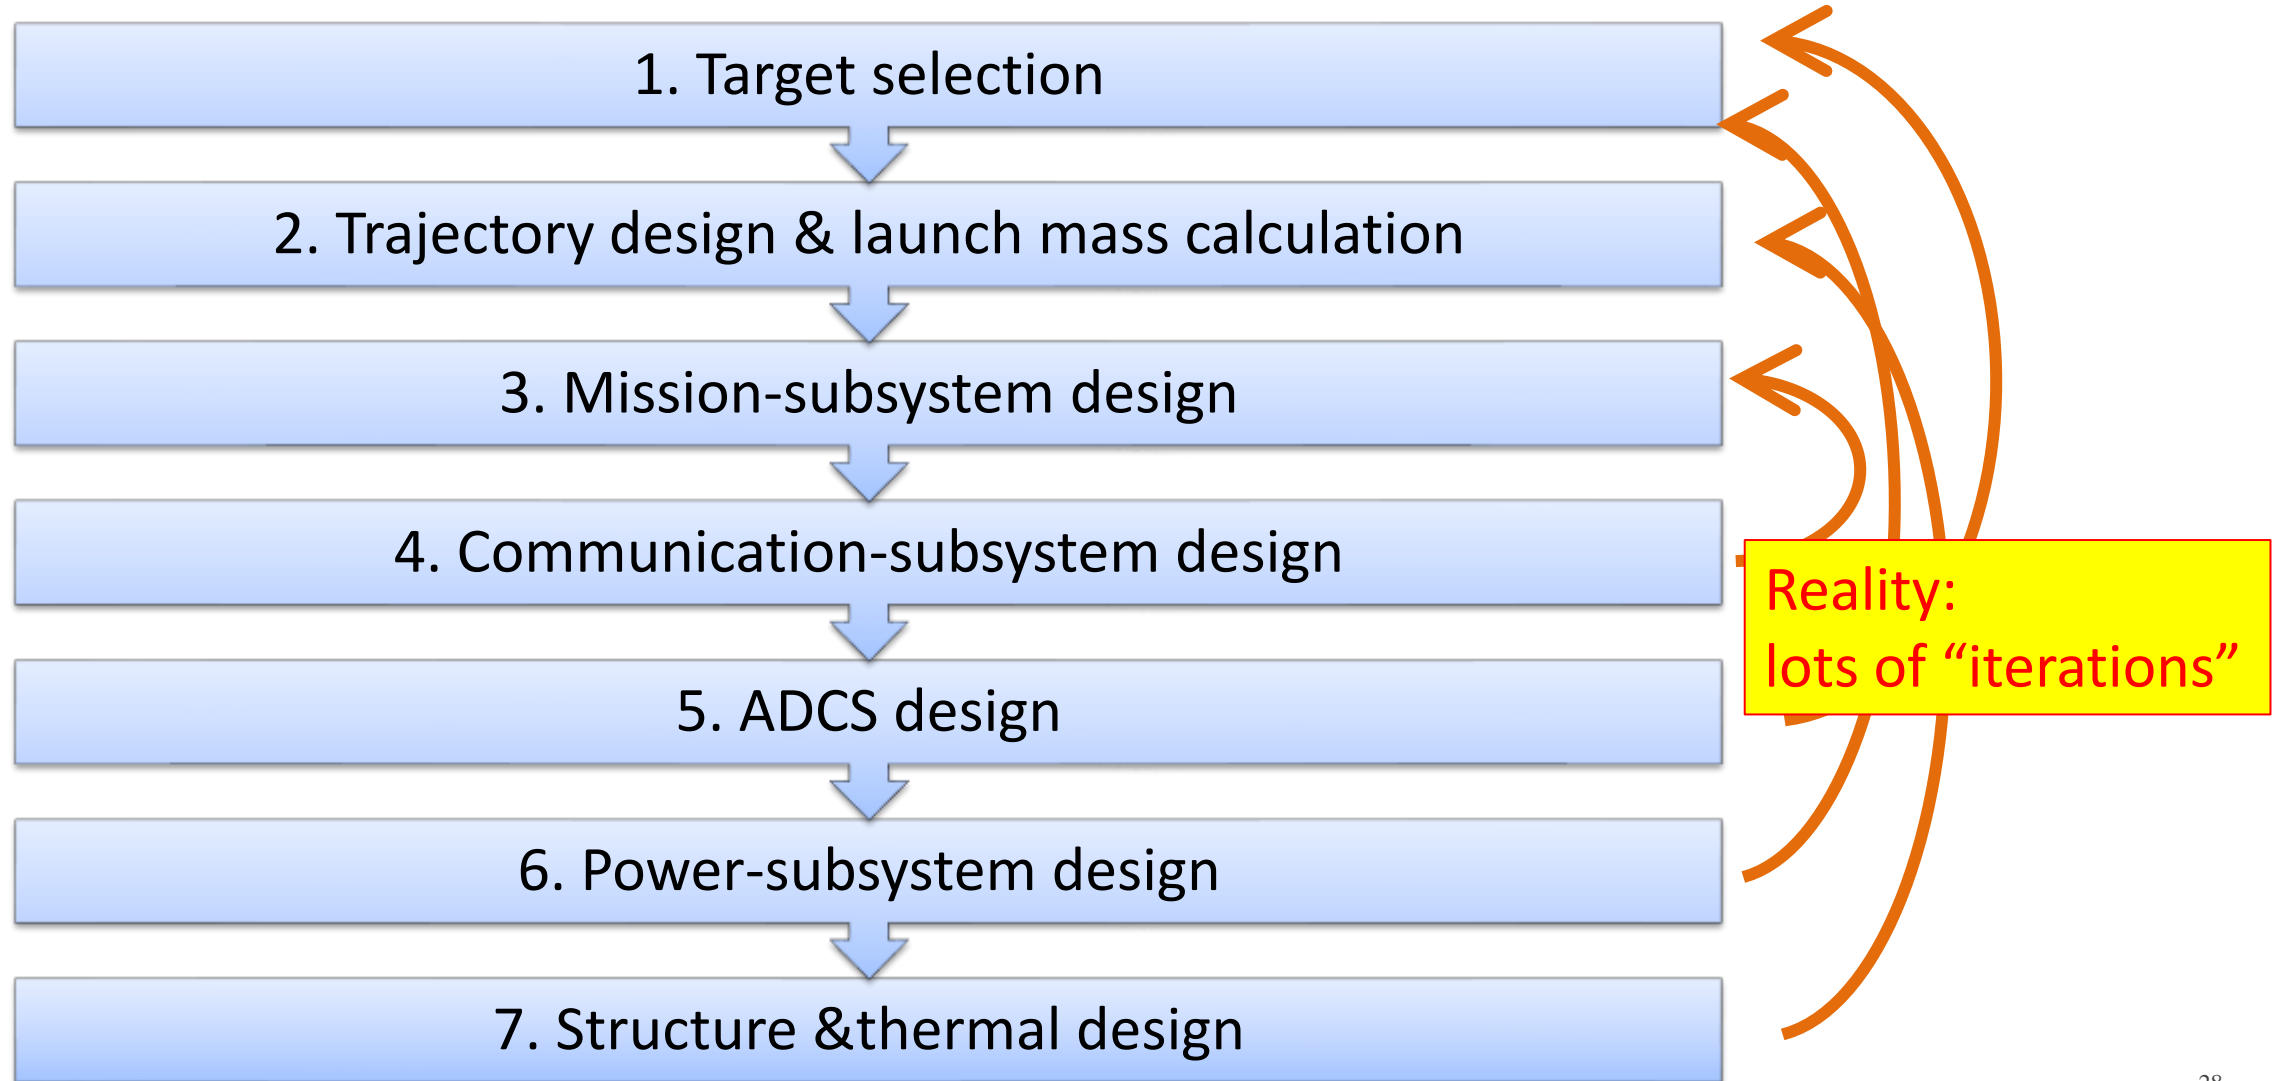 1. Target selection
2. Trajectory design & launch mass calculation
3. Mission-subsystem design
4. Communication-subsystem design
Reality:
lots of “iterations”
5. ADCS design
6. Power-subsystem design
7. Structure &thermal design